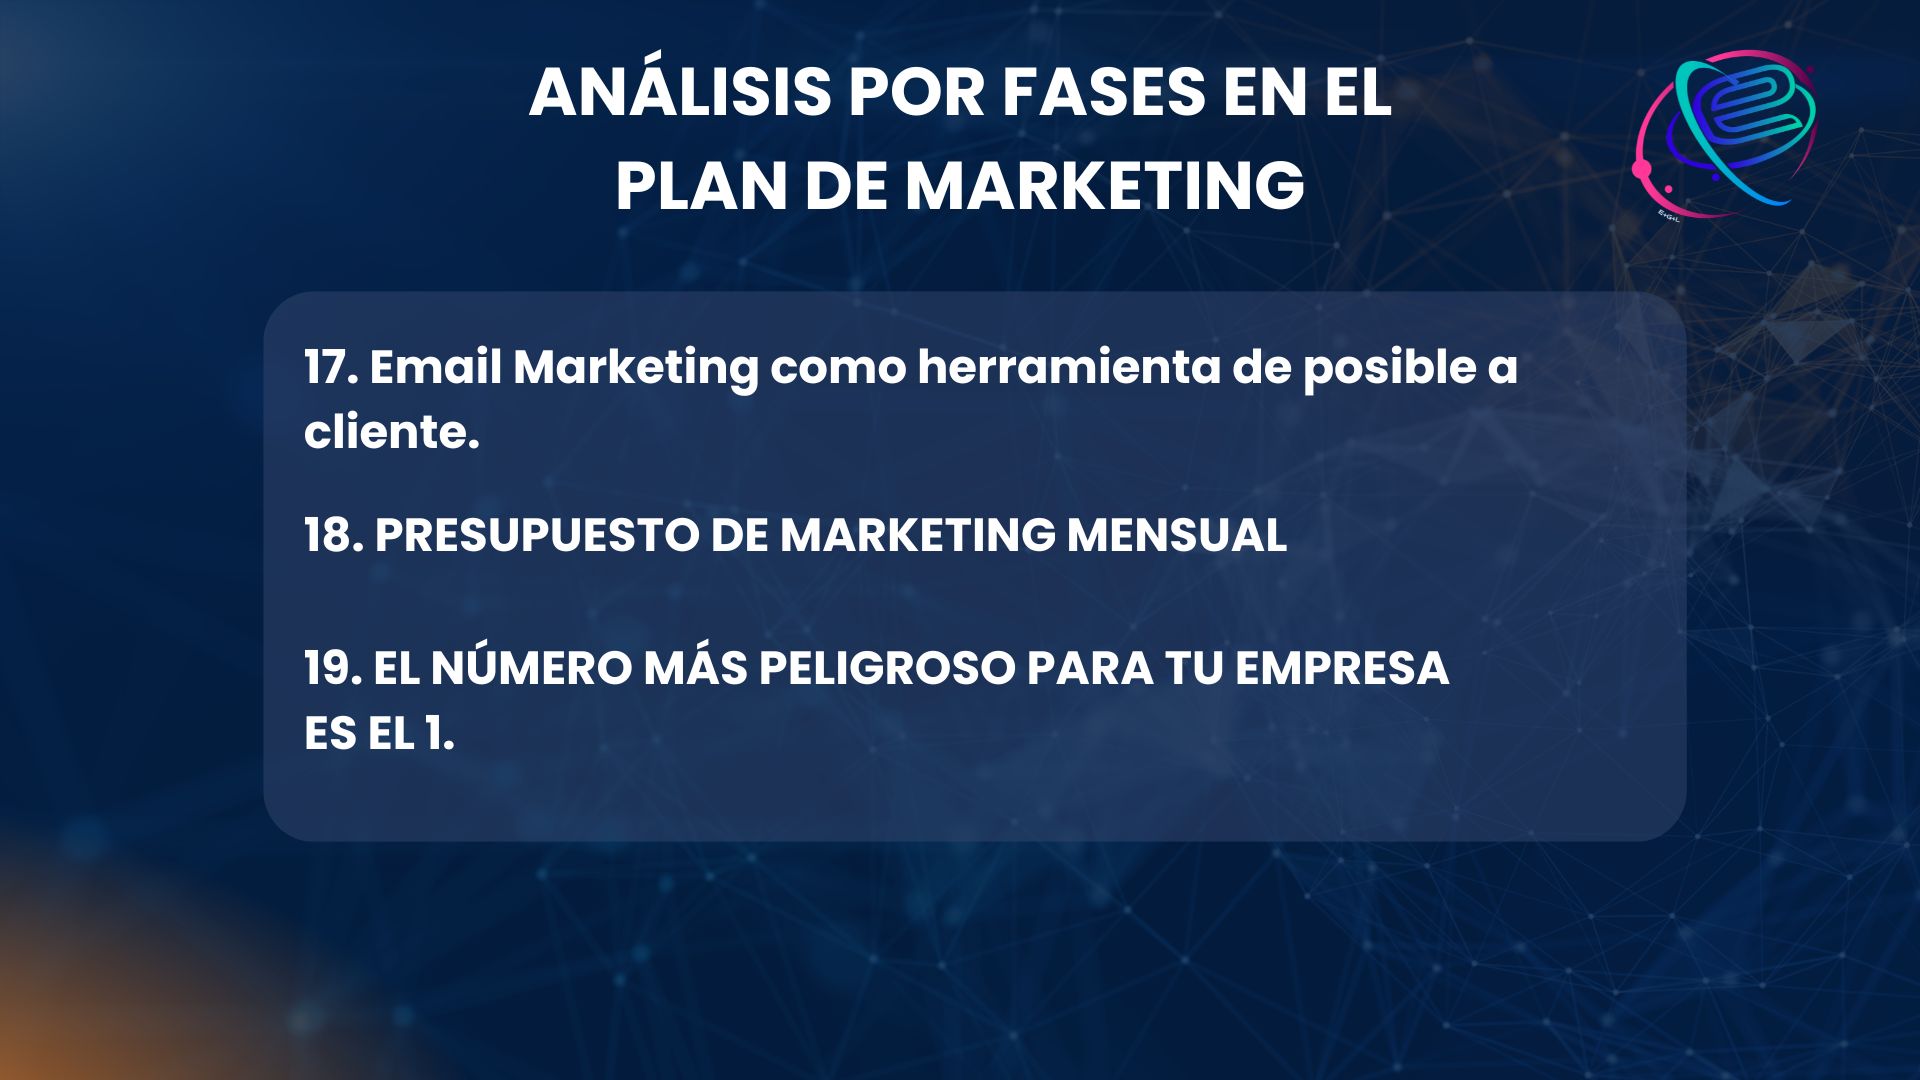 ANÁLISIS POR FASES EN EL
PLAN DE MARKETING
E+G+L
17. Email Marketing como herramienta de posible a
cliente.
18. PRESUPUESTO DE MARKETING MENSUAL
19. EL NÚMERO MÁS PELIGROSO PARA TU EMPRESA
ES EL 1.